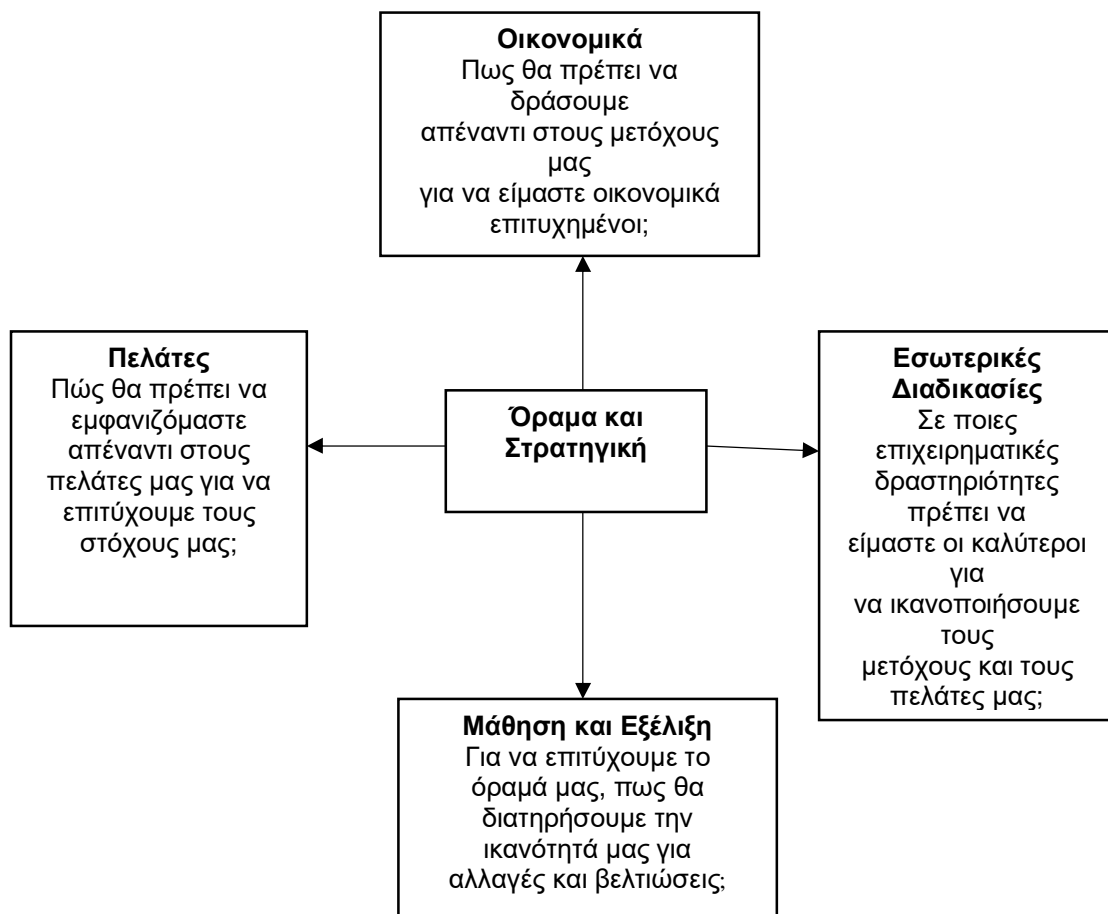 Οικονομικά
Πως θα πρέπει να
δράσουμε
απέναντι στους μετόχους
μας
για να είμαστε οικονομικά
επιτυχημένοι;
Πελάτες
Πώς θα πρέπει να
εμφανιζόμαστε
απέναντι στους
πελάτες μας για να
επιτύχουμε τους
στόχους μας;
Όραμα και
Στρατηγική
Εσωτερικές
Διαδικασίες
Σε ποιες
επιχειρηματικές
δραστηριότητες
πρέπει να
είμαστε οι καλύτεροι
για
να ικανοποιήσουμε
τους
μετόχους και τους
πελάτες μας;
Μάθηση και Εξέλιξη
Για να επιτύχουμε το
όραμά μας, πως θα
διατηρήσουμε την
ικανότητά μας για
αλλαγές και βελτιώσεις;